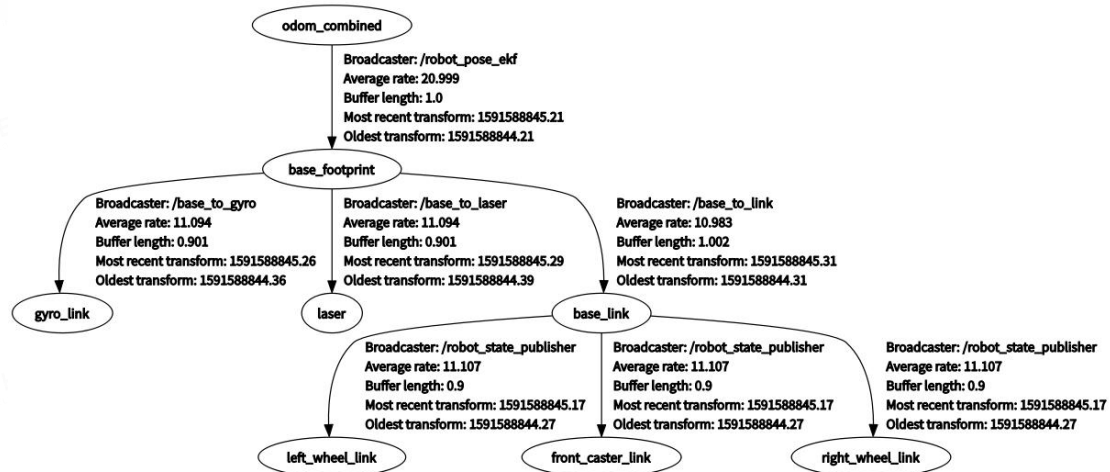 odom_combined
Broadcaster: /robot_pose_ekf
Average rate: 20.999
Buffer length: 1.0
Most recent transform: 1591588845.21
Oldest transform: 1591588844.21
base_footprint
Broadcaster: /base_to_gyro
Average rate: 11.094
Buffer length: 0.901
Most recent transform: 1591588845.26
Oldest transform: 1591588844.36
Broadcaster: /base_to_laser
Average rate: 11.094
Buffer length: 0.901
Most recent transform: 1591588845.29
Oldest transform: 1591588844.39
Broadcaster: /base_to_link
Average rate: 10.983
Buffer length: 1.002
Most recent transform: 1591588845.31
Oldest transform: 1591588844.31
gyro_link
laser
base_link
Broadcaster: /robot_state_publisher
Average rate: 11.107
Buffer length: 0.9
Most recent transform: 1591588845.17
Oldest transform: 1591588844.27
Broadcaster: /robot_state_publisher
Average rate: 11.107
Buffer length: 0.9
Most recent transform: 1591588845.17
Oldest transform: 1591588844.27
Broadcaster: /robot_state_publisher
Average rate: 11.107
Buffer length: 0.9
Most recent transform: 1591588845.17
Oldest transform: 1591588844.27
left_wheel_link
front_caster_link
right_wheel_link